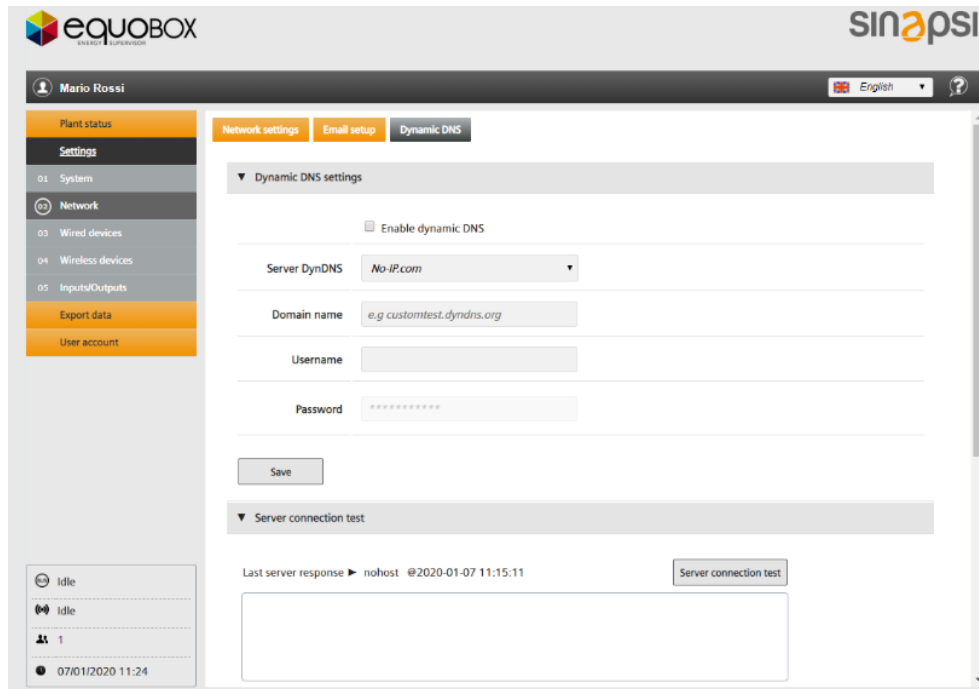 equoBOX
ENERGY SUPERVISOR
sinapsi
Mario Rossi
English
?
Plant status
Settings
01 System
02 Network
03 Wired devices
04 Wireless devices
05 Inputs/Outputs
Export data
User account
Network settings
Email setup
Dynamic DNS
▼ Dynamic DNS settings
Enable dynamic DNS
Server DynDNS No-IP.com
Domain name e.g customtest.dyndns.org
Username
Password ***********
Save
▼ Server connection test
Last server response ► nohost @2020-01-07 11:15:11
Server connection test
Idle
Idle
1
07/01/2020 11:24